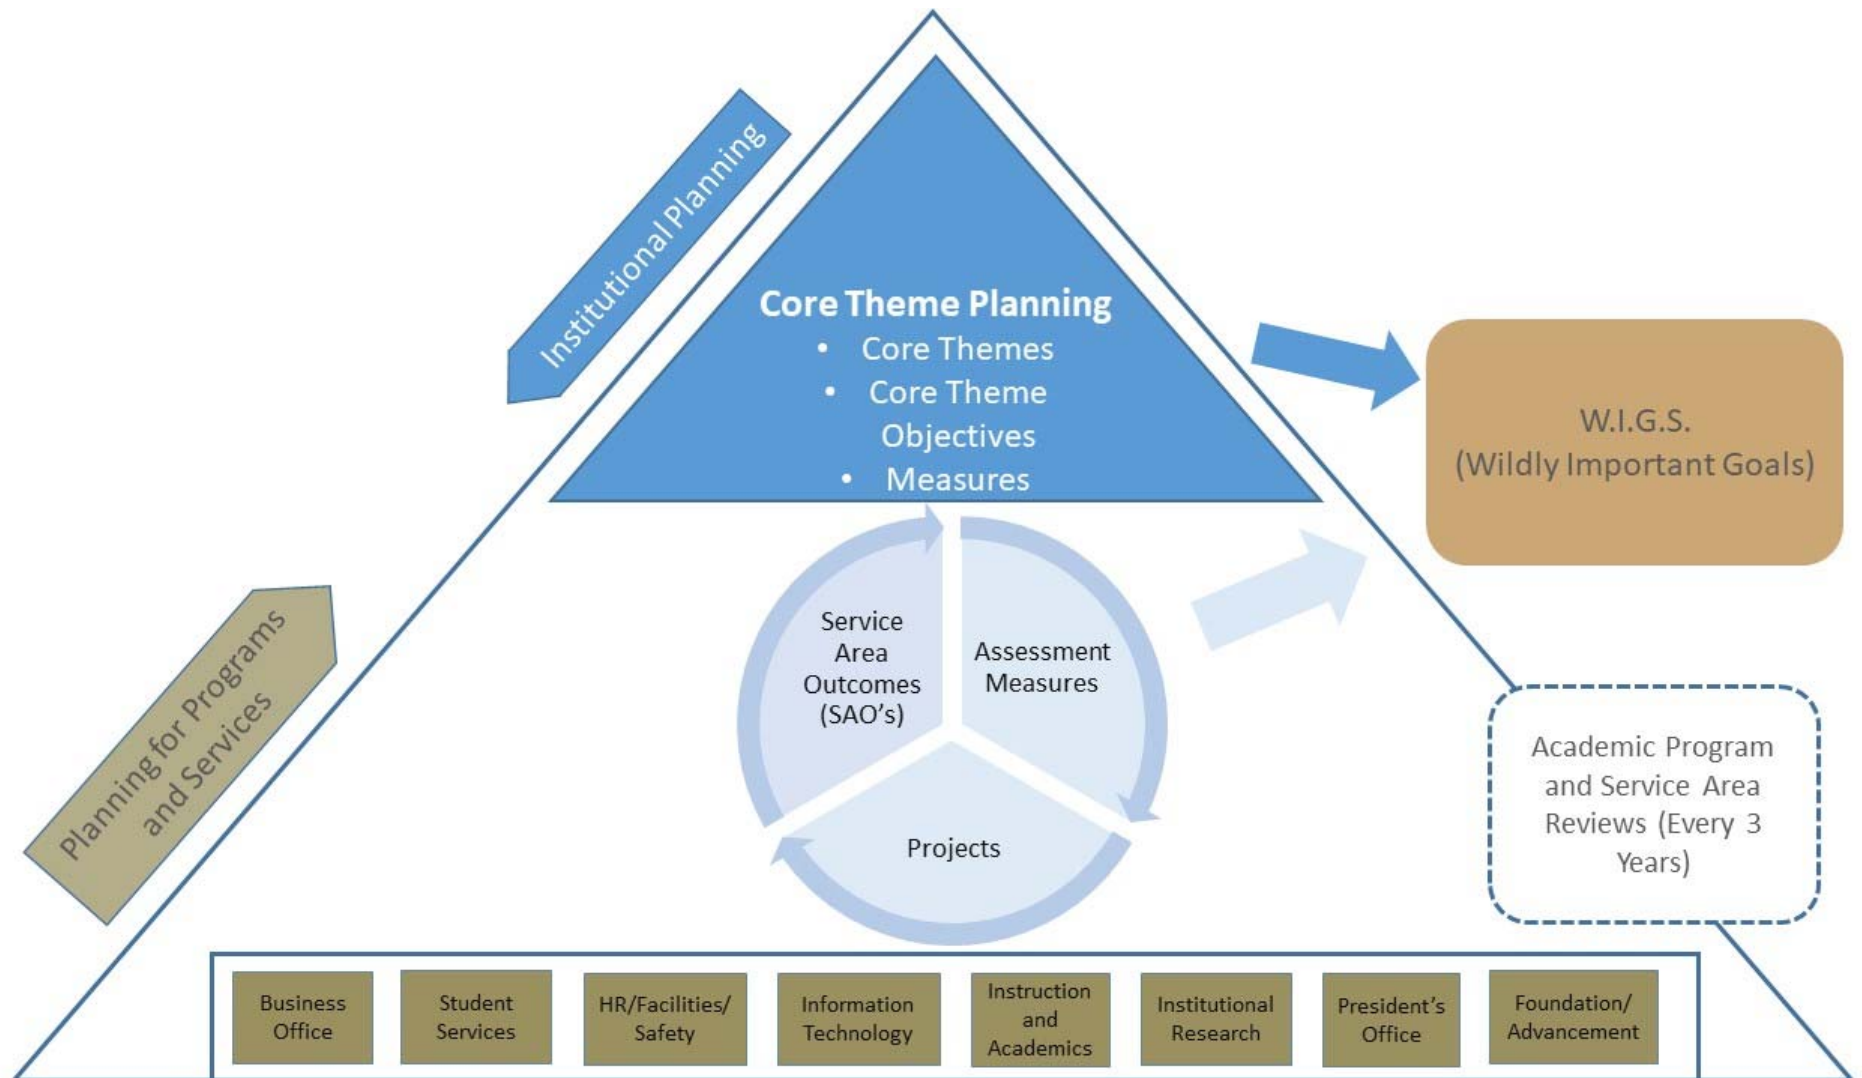 Institutional Planning
Core Theme Planning
• Core Themes
• Core Theme
Objectives
• Measures
W.I.G.S.
(Wildly Important Goals)
Planning for Programs
and Services
Service
Area
Outcomes
(SAO's)
Assessment
Measures
Projects
Academic Program
and Service Area
Reviews (Every 3
Years)
Business
Office
Student
Services
HR/Facilities/
Safety
Information
Technology
Instruction
and
Academics
Institutional
Research
President's
Office
Foundation/
Advancement